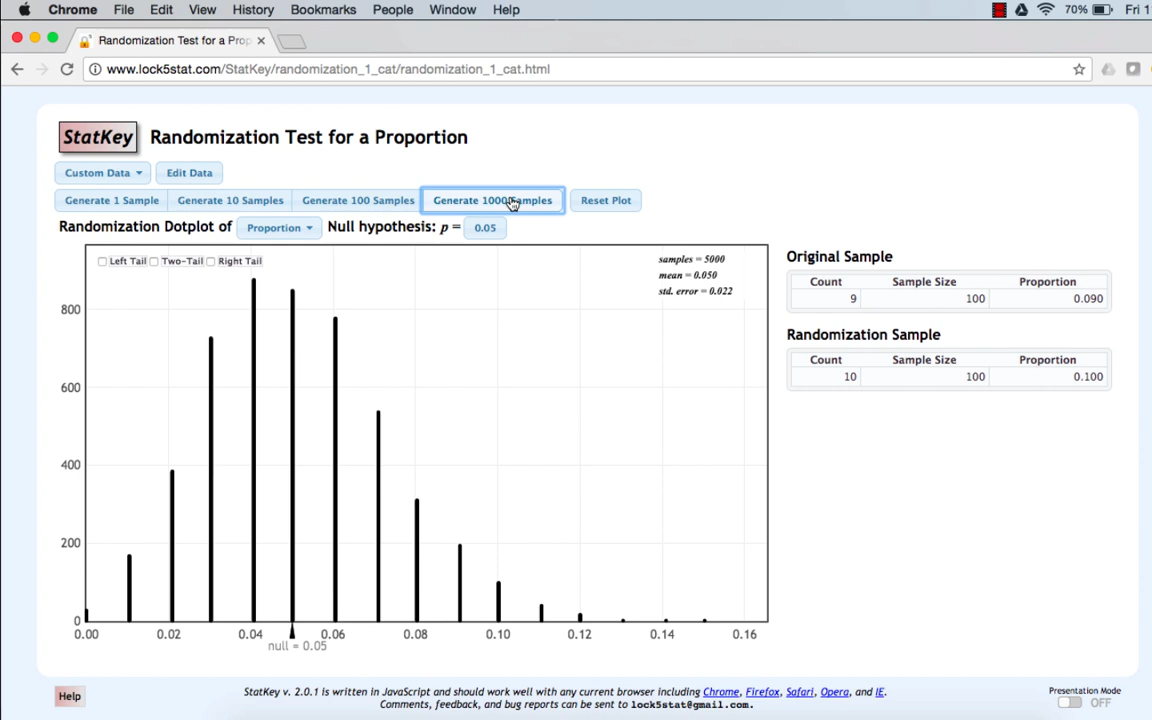 Chrome File Edit View History Bookmarks People Window Help 70% Fri 1
Randomization Test for a Prop
www.lock5stat.com/StatKey/randomization_1_cat/randomization_1_cat.html
StatKey Randomization Test for a Proportion
Custom Data Edit Data
Generate 1 Sample Generate 10 Samples Generate 100 Samples Generate 1000 Samples Reset Plot
Randomization Dotplot of Proportion Null hypothesis: p = 0.05
Left Tail Two-Tail Right Tail
samples = 5000
mean = 0.050
std. error = 0.022
800
600
400
200
0
0.00 0.02 0.04 0.06 0.08 0.10 0.12 0.14 0.16
null = 0.05
Original Sample
Count Sample Size Proportion
9 100 0.090
Randomization Sample
Count Sample Size Proportion
10 100 0.100
Help
StatKey v. 2.0.1 is written in JavaScript and should work well with any current browser including Chrome, Firefox, Safari, Opera, and IE.
Comments, feedback, and bug reports can be sent to lock5stat@gmail.com.
Presentation Mode
OFF